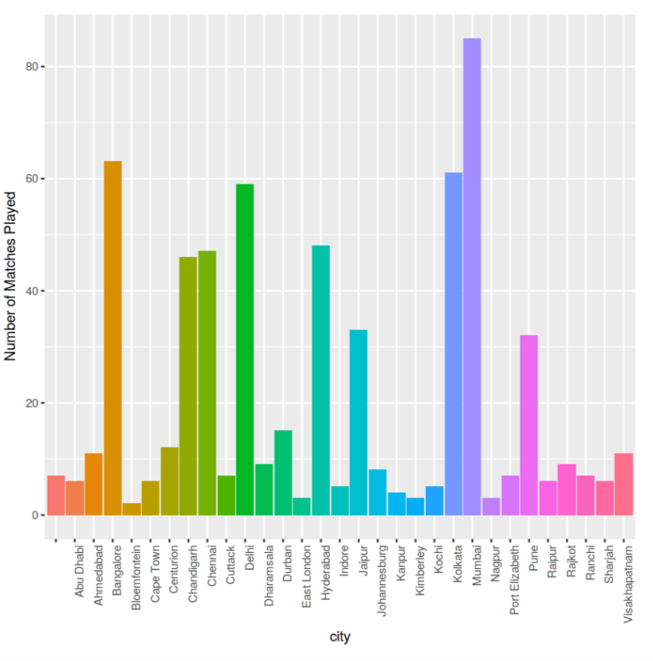 Number of Matches Played
80
60
40
20
0
Abu Dhabi
Ahmedabad
Bangalore
Bloemfontein
Cape Town
Centurion
Chandigarh
Chennai
Cuttack
Delhi
Dharamsala
Durban
East London
Hyderabad
Indore
Jaipur
Johannesburg
Kanpur
Kimberley
Kochi
Kolkata
Mumbai
Nagpur
Port Elizabeth
Pune
Raipur
Rajkot
Ranchi
Sharjah
Visakhapatnam
city